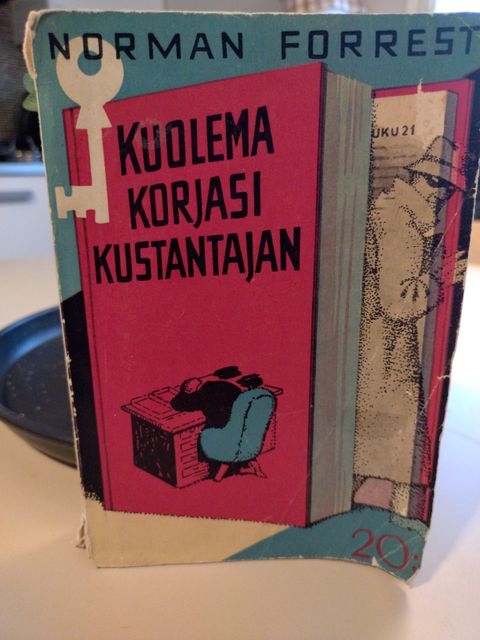 NORMAN FORREST
UKU 21
KUOLEMA
KORJASI
KUSTANTAJAN
20: